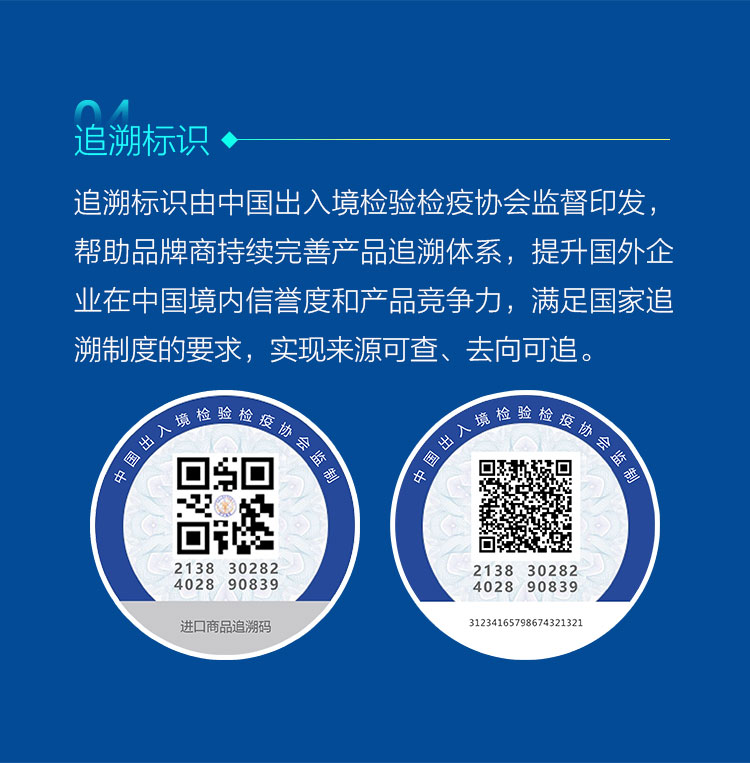 04
追溯标识
追溯标识由中国出入境检验检疫协会监督印发，
帮助品牌商持续完善产品追溯体系，提升国外企
业在中国境内信誉度和产品竞争力，满足国家追
溯制度的要求，实现来源可查、去向可追。
中国出入境检验检疫协会监制
2138 30282
4028 90839
进口商品追溯码
中国出入境检验检疫协会监制
2138 30282
4028 90839
31234165798674321321